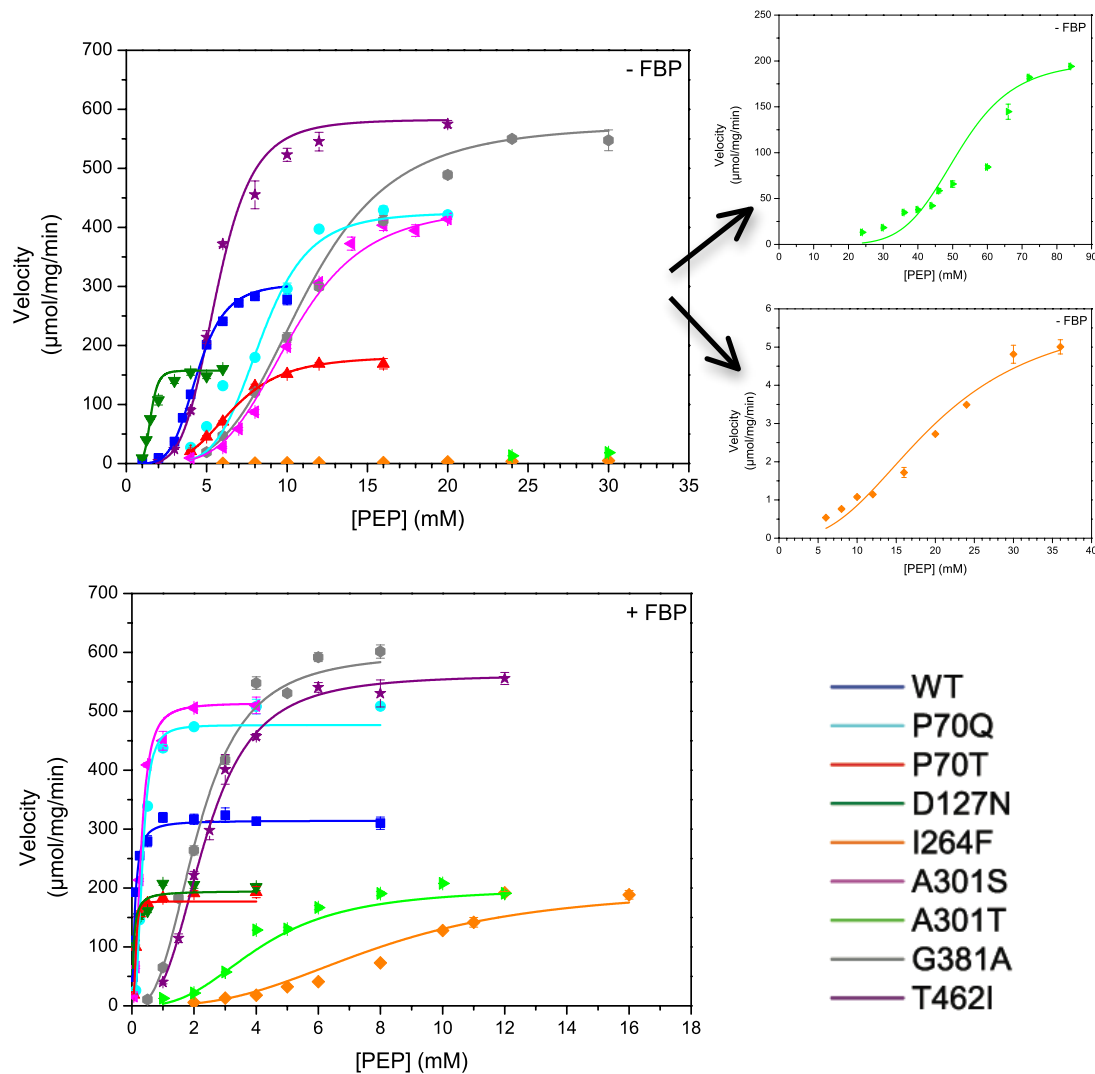 700
600
500
400
300
200
100
0
- FBP
Velocity
(µmol/mg/min)
0 5 10 15 20 25 30 35
[PEP] (mM)
250
200
150
100
50
0
- FBP
Velocity
(µmol/mg/min)
0 10 20 30 40 50 60 70 80 90
[PEP] (mM)
6
5
4
3
2
1
0
- FBP
Velocity
(µmol/mg/min)
0 5 10 15 20 25 30 35 40
[PEP] (mM)
700
600
500
400
300
200
100
0
+ FBP
Velocity
(µmol/mg/min)
0 2 4 6 8 10 12 14 16 18
[PEP] (mM)
WT
P70Q
P70T
D127N
I264F
A301S
A301T
G381A
T462I